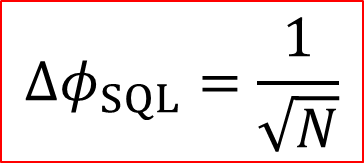 Δϕ_SQL = 1/√N